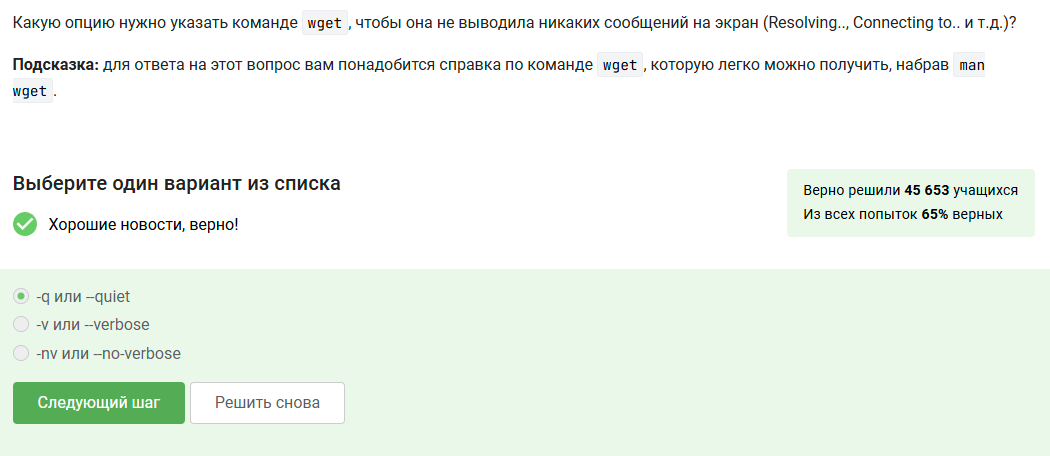 Какую опцию нужно указать команде wget, чтобы она не выводила никаких сообщений на экран (Resolving.., Connecting to.. и т.д.)?
Подсказка: для ответа на этот вопрос вам понадобится справка по команде wget, которую легко можно получить, набрав man
wget.
Выберите один вариант из списка
Хорошие новости, верно!
Верно решили 45 653 учащихся
Из всех попыток 65% верных
-q или --quiet
-v или --verbose
-nv или --no-verbose
Следующий шаг
Решить снова